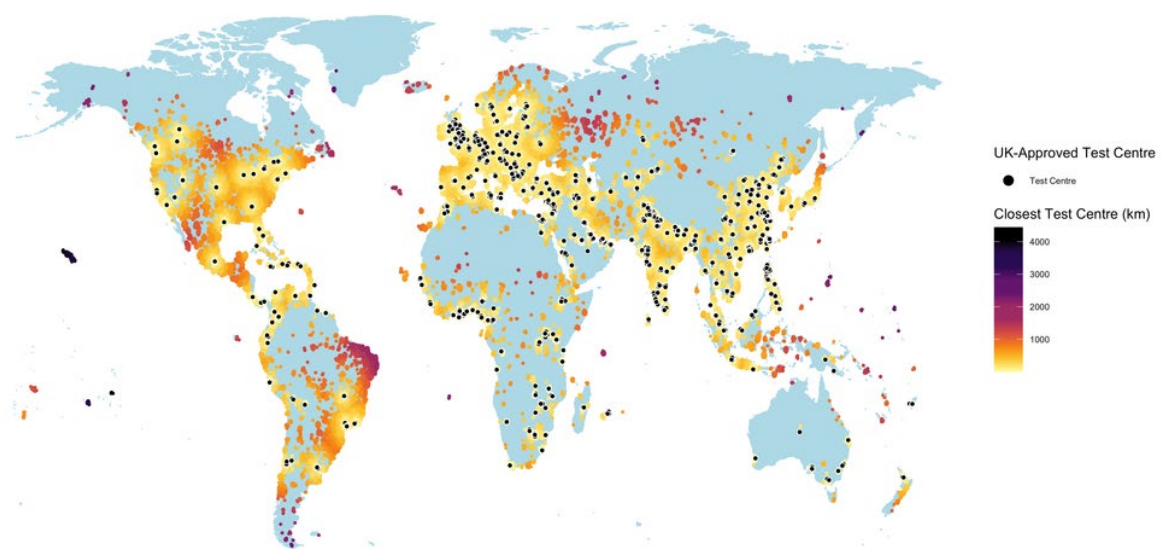 UK-Approved Test Centre
Test Centre
Closest Test Centre (km)
4000
3000
2000
1000